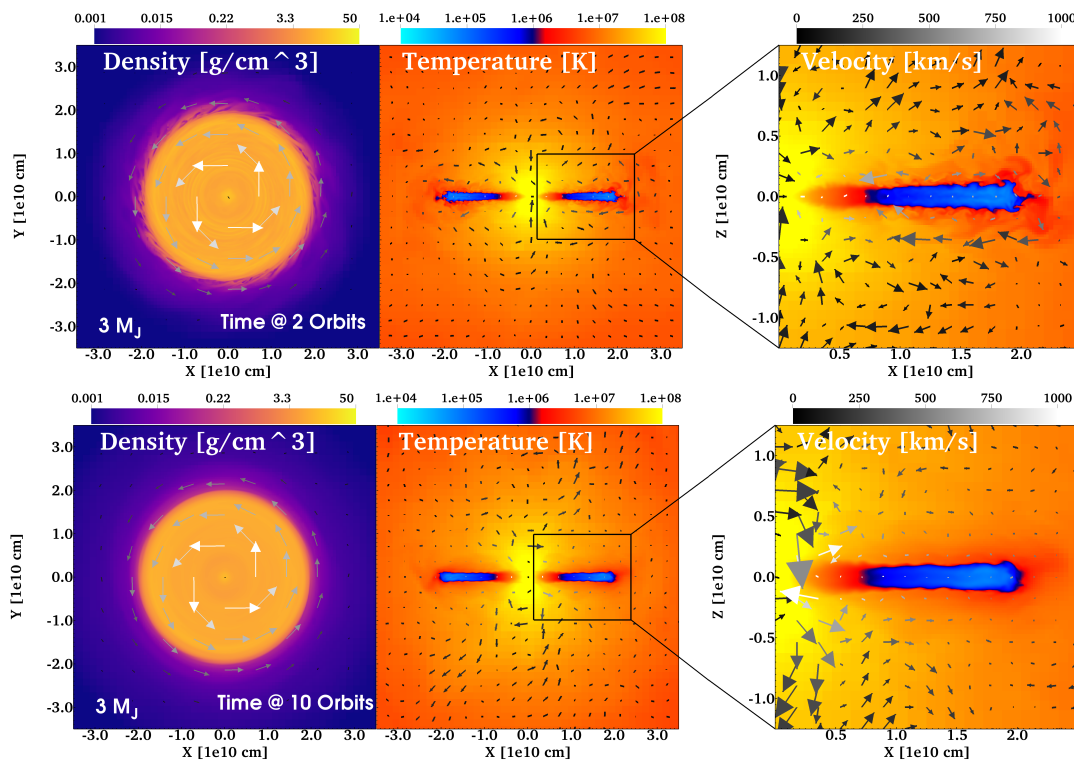 0.001 0.015 0.22 3.3 50
1.e+04 1.e+05 1.e+06 1.e+07 1.e+08
0 250 500 750 1000
Density [g/cm^3]
Temperature [K]
Velocity [km/s]
Y [1e10 cm]
3.0
2.0
1.0
0.0
-1.0
-2.0
-3.0
3 MJ
Time @ 2 Orbits
-3.0 -2.0 -1.0 0.0 1.0 2.0 3.0
X [1e10 cm]
-3.0 -2.0 -1.0 0.0 1.0 2.0 3.0
X [1e10 cm]
Z [1e10 cm]
1.0
0.5
0.0
-0.5
-1.0
0.5 1.0 1.5 2.0
X [1e10 cm]
0.001 0.015 0.22 3.3 50
1.e+04 1.e+05 1.e+06 1.e+07 1.e+08
0 250 500 750 1000
Density [g/cm^3]
Temperature [K]
Velocity [km/s]
Y [1e10 cm]
3.0
2.0
1.0
0.0
-1.0
-2.0
-3.0
3 MJ
Time @ 10 Orbits
-3.0 -2.0 -1.0 0.0 1.0 2.0 3.0
X [1e10 cm]
-3.0 -2.0 -1.0 0.0 1.0 2.0 3.0
X [1e10 cm]
Z [1e10 cm]
1.0
0.5
0.0
-0.5
-1.0
0.5 1.0 1.5 2.0
X [1e10 cm]